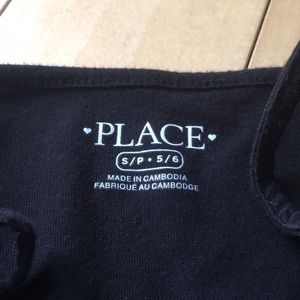 ♥ PLACE ♥
S/P • 5/6
MADE IN CAMBODIA
FABRIQUÉ AU CAMBODGE